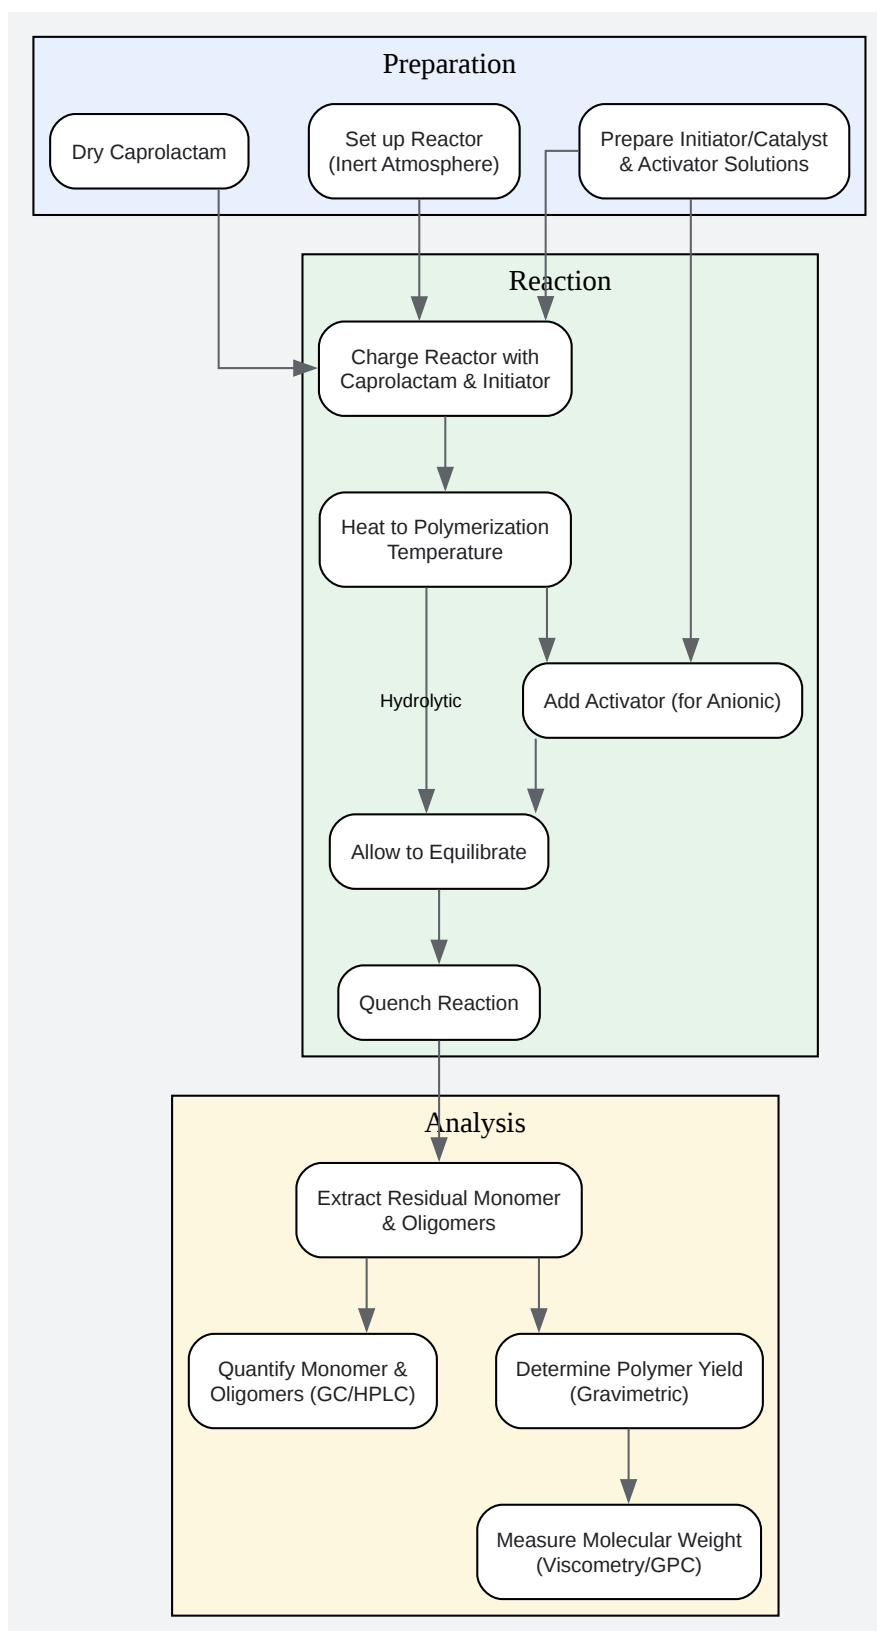 Preparation
Dry Caprolactam
Set up Reactor
(Inert Atmosphere)
Prepare Initiator/Catalyst
& Activator Solutions
Reaction
Charge Reactor with
Caprolactam & Initiator
Heat to Polymerization
Temperature
Hydrolytic
Add Activator (for Anionic)
Allow to Equilibrate
Quench Reaction
Analysis
Extract Residual Monomer
& Oligomers
Quantify Monomer &
Oligomers (GC/HPLC)
Determine Polymer Yield
(Gravimetric)
Measure Molecular Weight
(Viscometry/GPC)